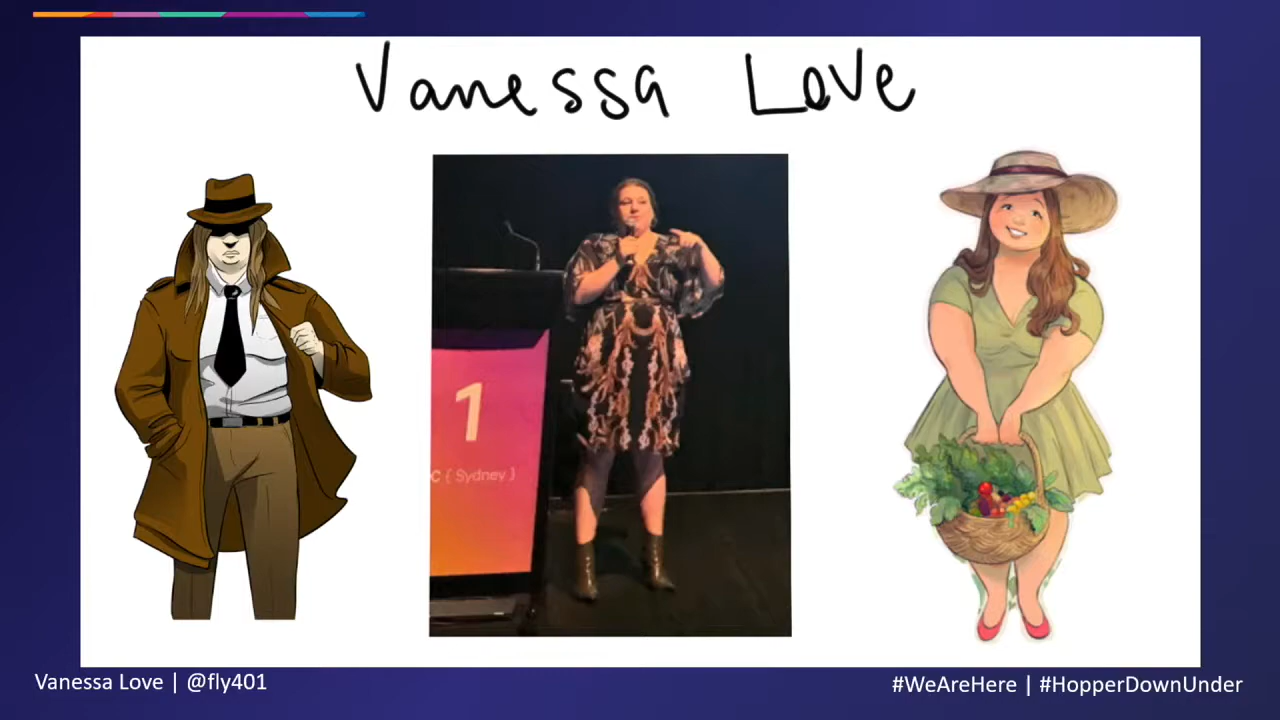 Vanessa Love
1
C { Sydney }
Vanessa Love | @fly401
#WeAreHere | #HopperDownUnder